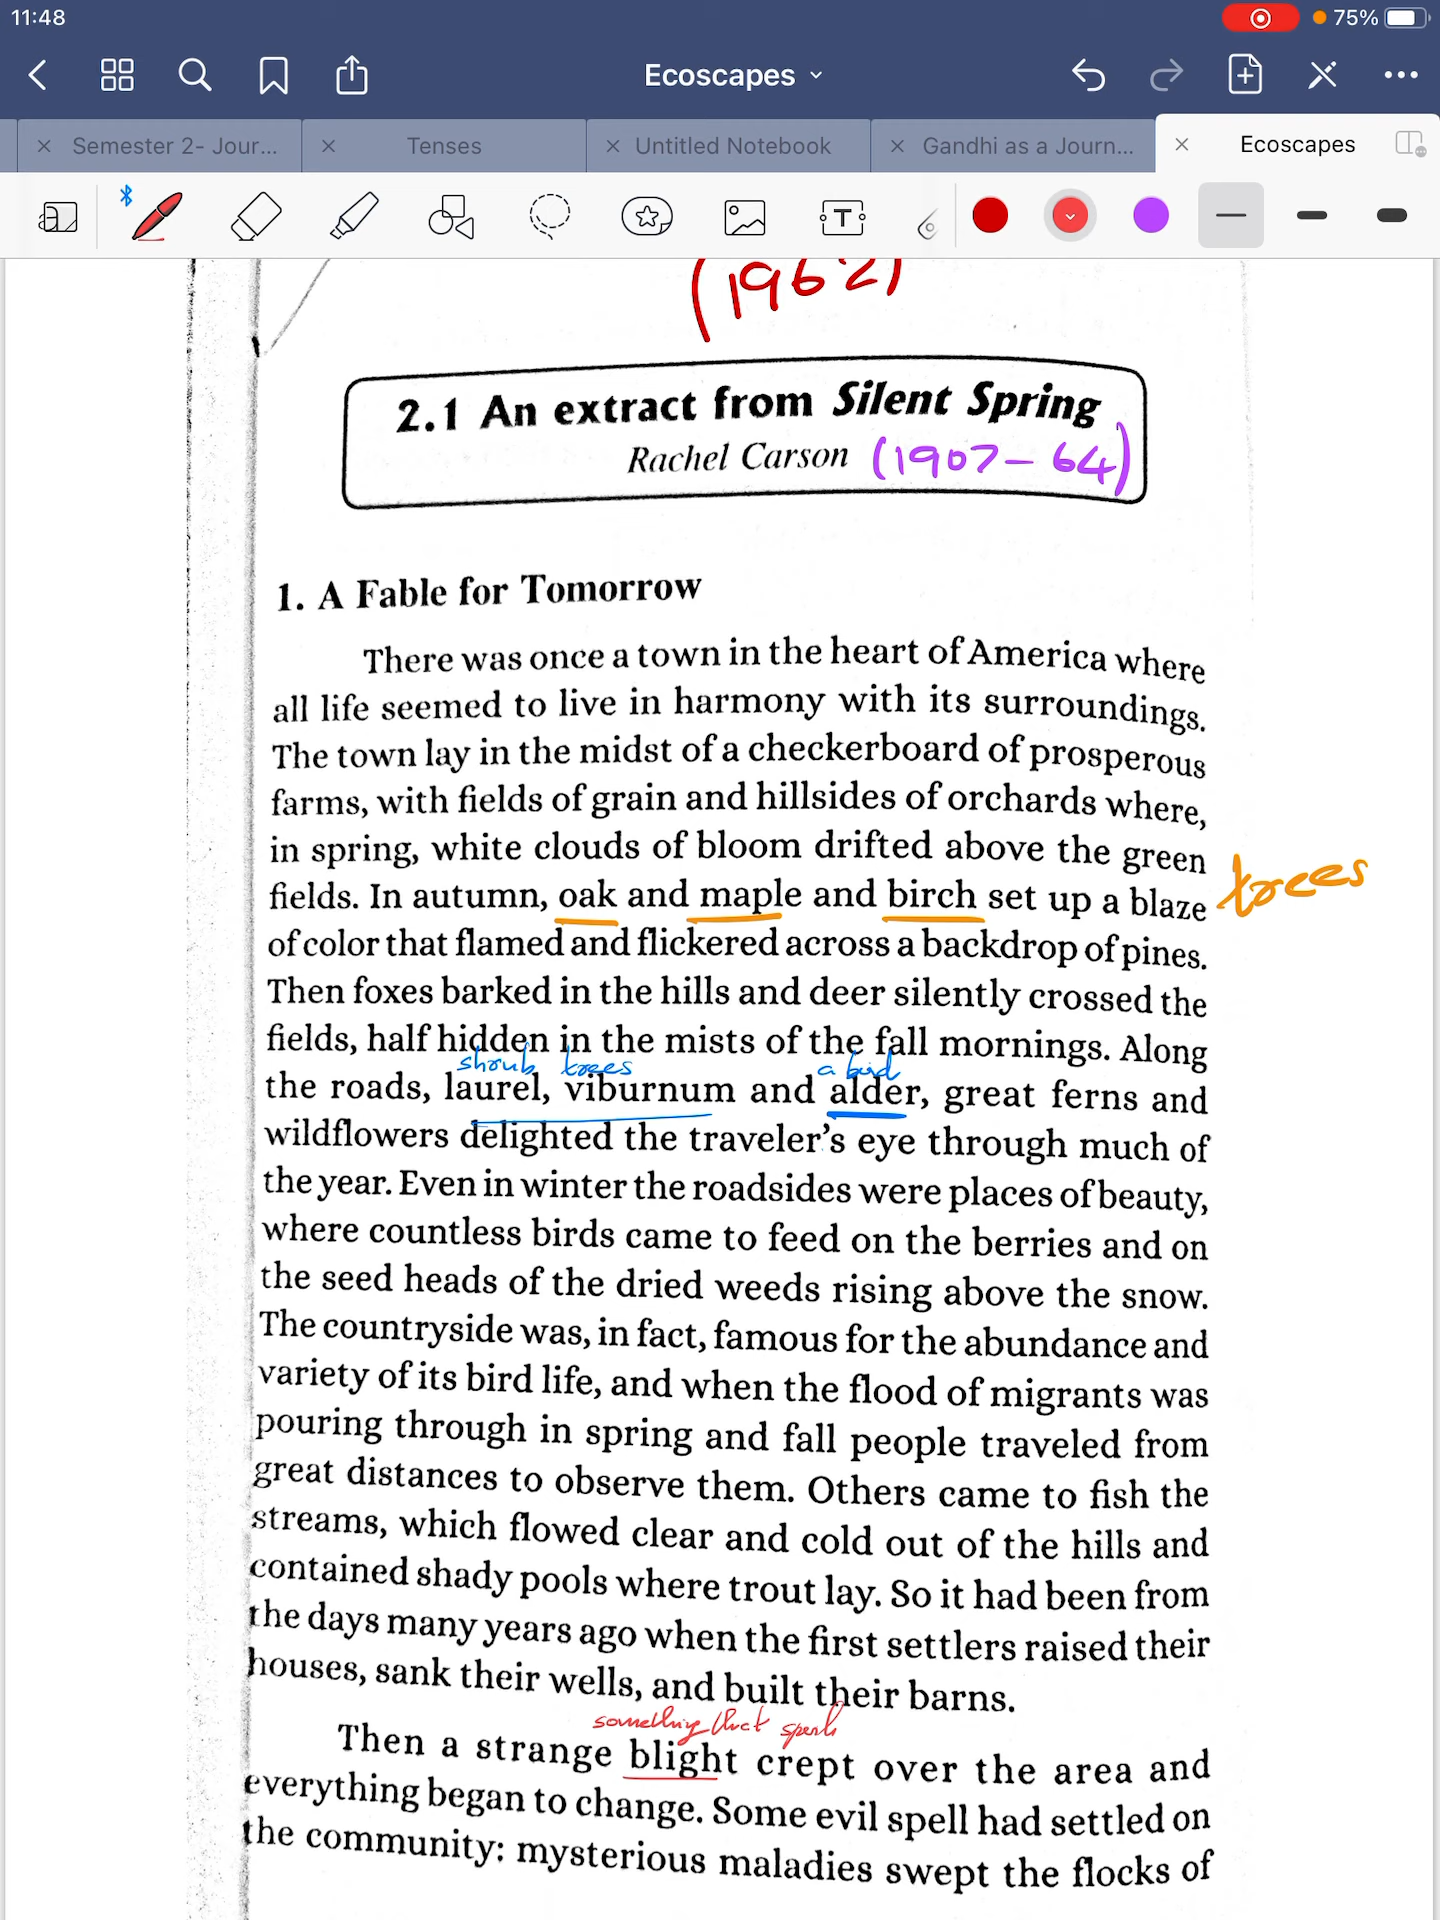 11:48
75%
Ecoscapes
Semester 2- Jour...
Tenses
Untitled Notebook
Gandhi as a Journ...
Ecoscapes
(1962)
2.1 An extract from Silent Spring
Rachel Carson (1907-64)
1. A Fable for Tomorrow
There was once a town in the heart of America where
all life seemed to live in harmony with its surroundings.
The town lay in the midst of a checkerboard of prosperous
farms, with fields of grain and hillsides of orchards where,
in spring, white clouds of bloom drifted above the green
fields. In autumn, oak and maple and birch set up a blaze trees
of color that flamed and flickered across a backdrop of pines.
Then foxes barked in the hills and deer silently crossed the
fields, half hidden in the mists of the fall mornings. Along
shrub trees a bird
the roads, laurel, viburnum and alder, great ferns and
wildflowers delighted the traveler's eye through much of
the year. Even in winter the roadsides were places of beauty,
where countless birds came to feed on the berries and on
the seed heads of the dried weeds rising above the snow.
The countryside was, in fact, famous for the abundance and
variety of its bird life, and when the flood of migrants was
pouring through in spring and fall people traveled from
great distances to observe them. Others came to fish the
streams, which flowed clear and cold out of the hills and
contained shady pools where trout lay. So it had been from
the days many years ago when the first settlers raised their
houses, sank their wells, and built their barns.
something that
Then a strange blight crept over the area and
everything began to change. Some evil spell had settled on
the community: mysterious maladies swept the flocks of